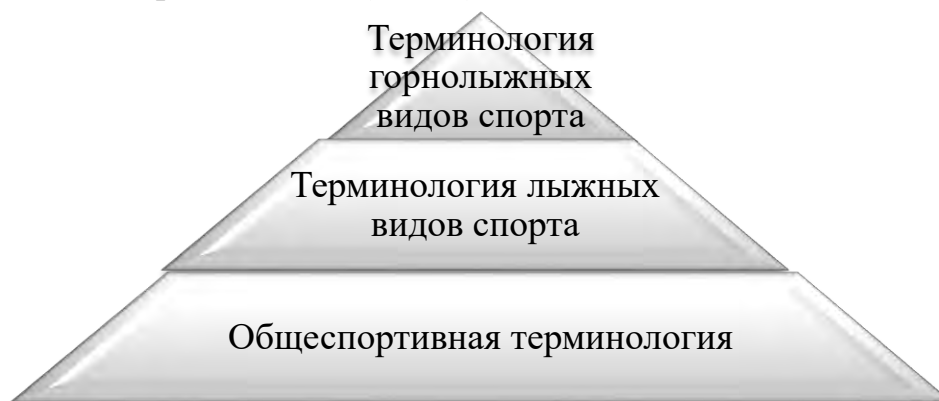 Терминология
горнолыжных
видов спорта
Терминология лыжных
видов спорта
Общеспортивная терминология